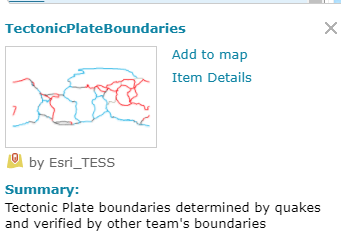 TectonicPlateBoundaries
Add to map
Item Details
by Esri_TESS
Summary:
Tectonic Plate boundaries determined by quakes
and verified by other team's boundaries